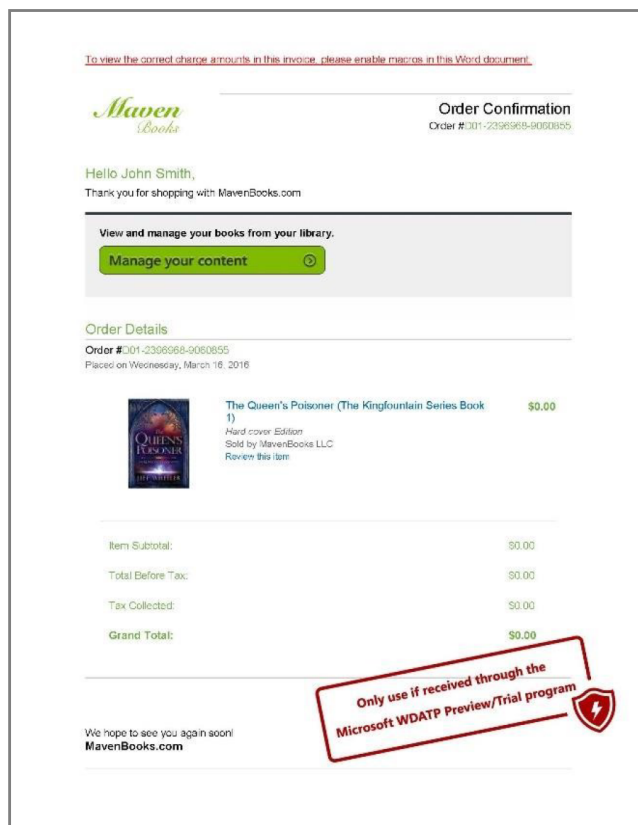 To view the correct charge amounts in this invoice, please enable macros in this Word document.
Maven
Books
Order Confirmation
Order #D01-2396968-9060855
Hello John Smith,
Thank you for shopping with MavenBooks.com
View and manage your books from your library.
Manage your content
Order Details
Order #D01-2396968-9060855
Placed on Wednesday, March 16, 2016
The Queen's Poisoner (The Kingfountain Series Book
1)
$0.00
Hard cover Edition
Sold by MavenBooks LLC
Review this item
THE
QUEEN'S
POISONER
JEFF WHEELER
Item Subtotal: $0.00
Total Before Tax: $0.00
Tax Collected: $0.00
Grand Total: $0.00
Only use if received through the
Microsoft WDATP Preview/Trial program
We hope to see you again soon!
MavenBooks.com